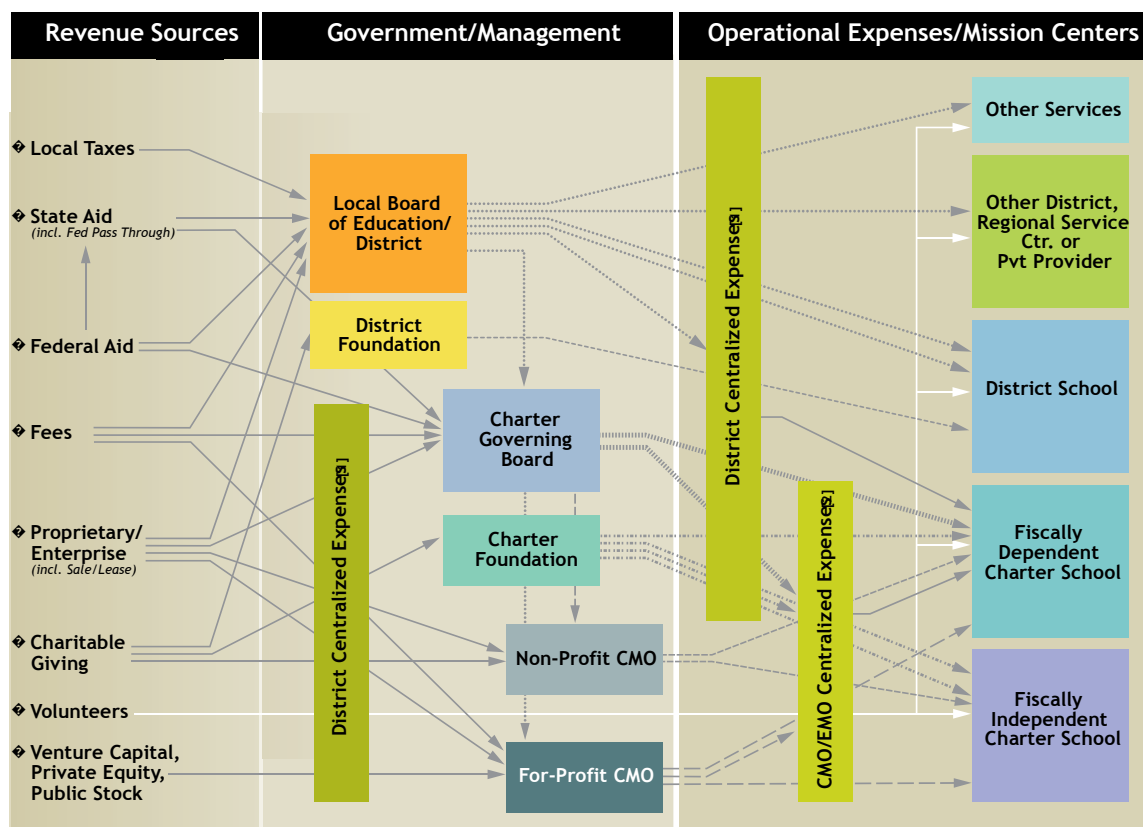 Revenue Sources
Government/Management
Operational Expenses/Mission Centers
� Local Taxes
� State Aid
(incl. Fed Pass Through)
� Federal Aid
� Fees
� Proprietary/
Enterprise
(incl. Sale/Lease)
� Charitable
Giving
� Volunteers
� Venture Capital,
Private Equity,
Public Stock
Local Board
of Education/
District
District
Foundation
Charter
Governing
Board
Charter
Foundation
Non-Profit CMO
For-Profit CMO
District Centralized Expenses
District Centralized Expenses
CMO/EMO Centralized Expenses
Other Services
Other District,
Regional Service
Ctr. or
Pvt Provider
District School
Fiscally
Dependent
Charter School
Fiscally
Independent
Charter School